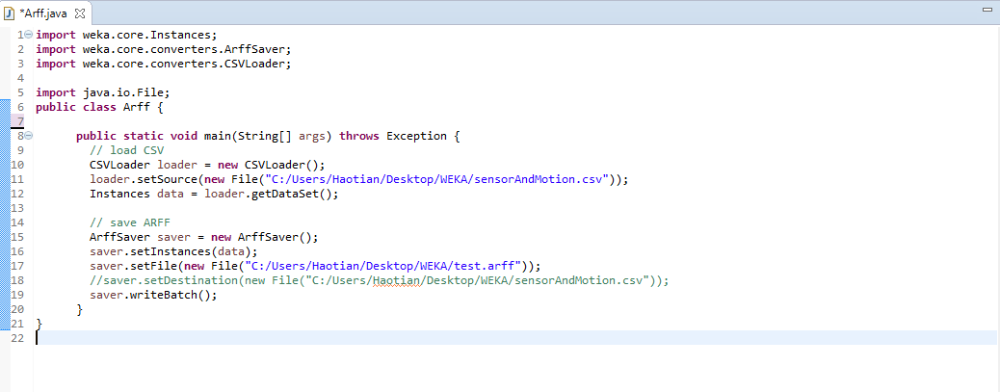 *Arff.java
1 import weka.core.Instances;
2 import weka.core.converters.ArffSaver;
3 import weka.core.converters.CSVLoader;
4
5 import java.io.File;
6 public class Arff {
7
8 public static void main(String[] args) throws Exception {
9 // load CSV
10 CSVLoader loader = new CSVLoader();
11 loader.setSource(new File("C:/Users/Haotian/Desktop/WEKA/sensorAndMotion.csv"));
12 Instances data = loader.getDataSet();
13
14 // save ARFF
15 ArffSaver saver = new ArffSaver();
16 saver.setInstances(data);
17 saver.setFile(new File("C:/Users/Haotian/Desktop/WEKA/test.arff"));
18 //saver.setDestination(new File("C:/Users/Haotian/Desktop/WEKA/sensorAndMotion.csv"));
19 saver.writeBatch();
20 }
21 }
22